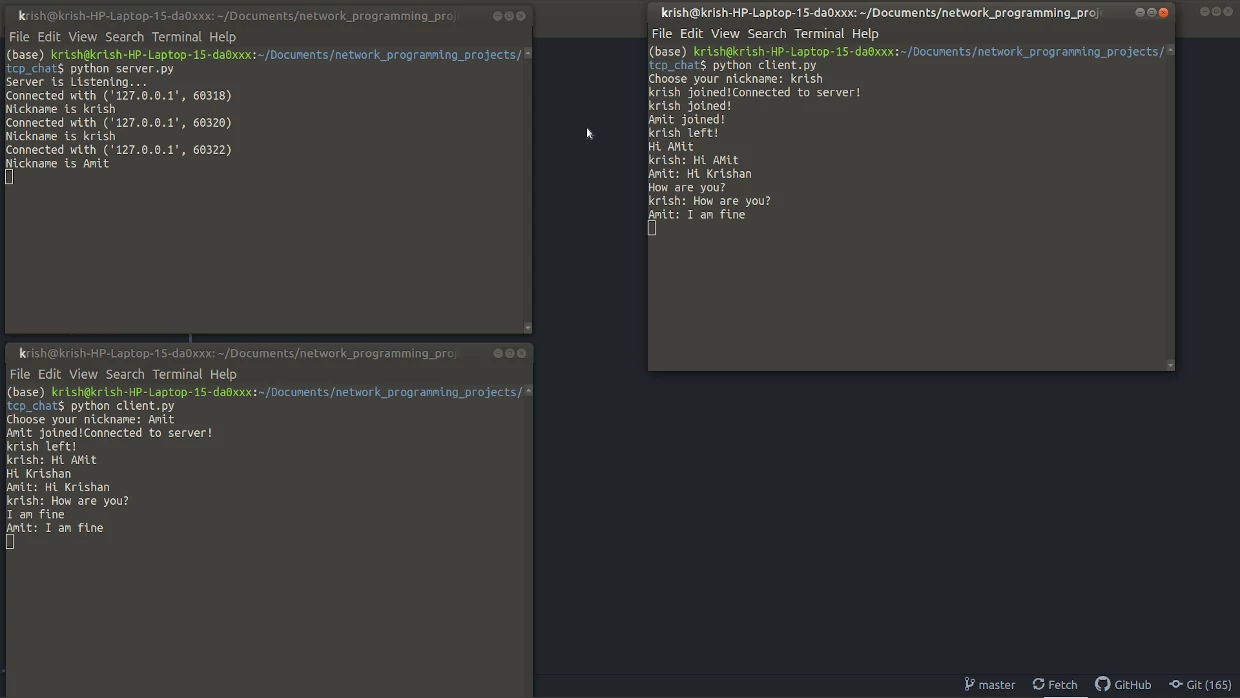 krish@krish-HP-Laptop-15-da0xxx: ~/Documents/network_programming_proj
File Edit View Search Terminal Help
(base) krish@krish-HP-Laptop-15-da0xxx:~/Documents/network_programming_projects/
tcp_chat$ python server.py
Server is Listening...
Connected with ('127.0.0.1', 60318)
Nickname is krish
Connected with ('127.0.0.1', 60320)
Nickname is krish
Connected with ('127.0.0.1', 60322)
Nickname is Amit
krish@krish-HP-Laptop-15-da0xxx: ~/Documents/network_programming_proj
File Edit View Search Terminal Help
(base) krish@krish-HP-Laptop-15-da0xxx:~/Documents/network_programming_projects/
tcp_chat$ python client.py
Choose your nickname: krish
krish joined!Connected to server!
krish joined!
Amit joined!
krish left!
Hi AMit
krish: Hi AMit
Amit: Hi Krishan
How are you?
krish: How are you?
Amit: I am fine
krish@krish-HP-Laptop-15-da0xxx: ~/Documents/network_programming_proj
File Edit View Search Terminal Help
(base) krish@krish-HP-Laptop-15-da0xxx:~/Documents/network_programming_projects/
tcp_chat$ python client.py
Choose your nickname: Amit
Amit joined!Connected to server!
krish left!
krish: Hi AMit
Hi Krishan
Amit: Hi Krishan
krish: How are you?
I am fine
Amit: I am fine
master Fetch GitHub Git (165)